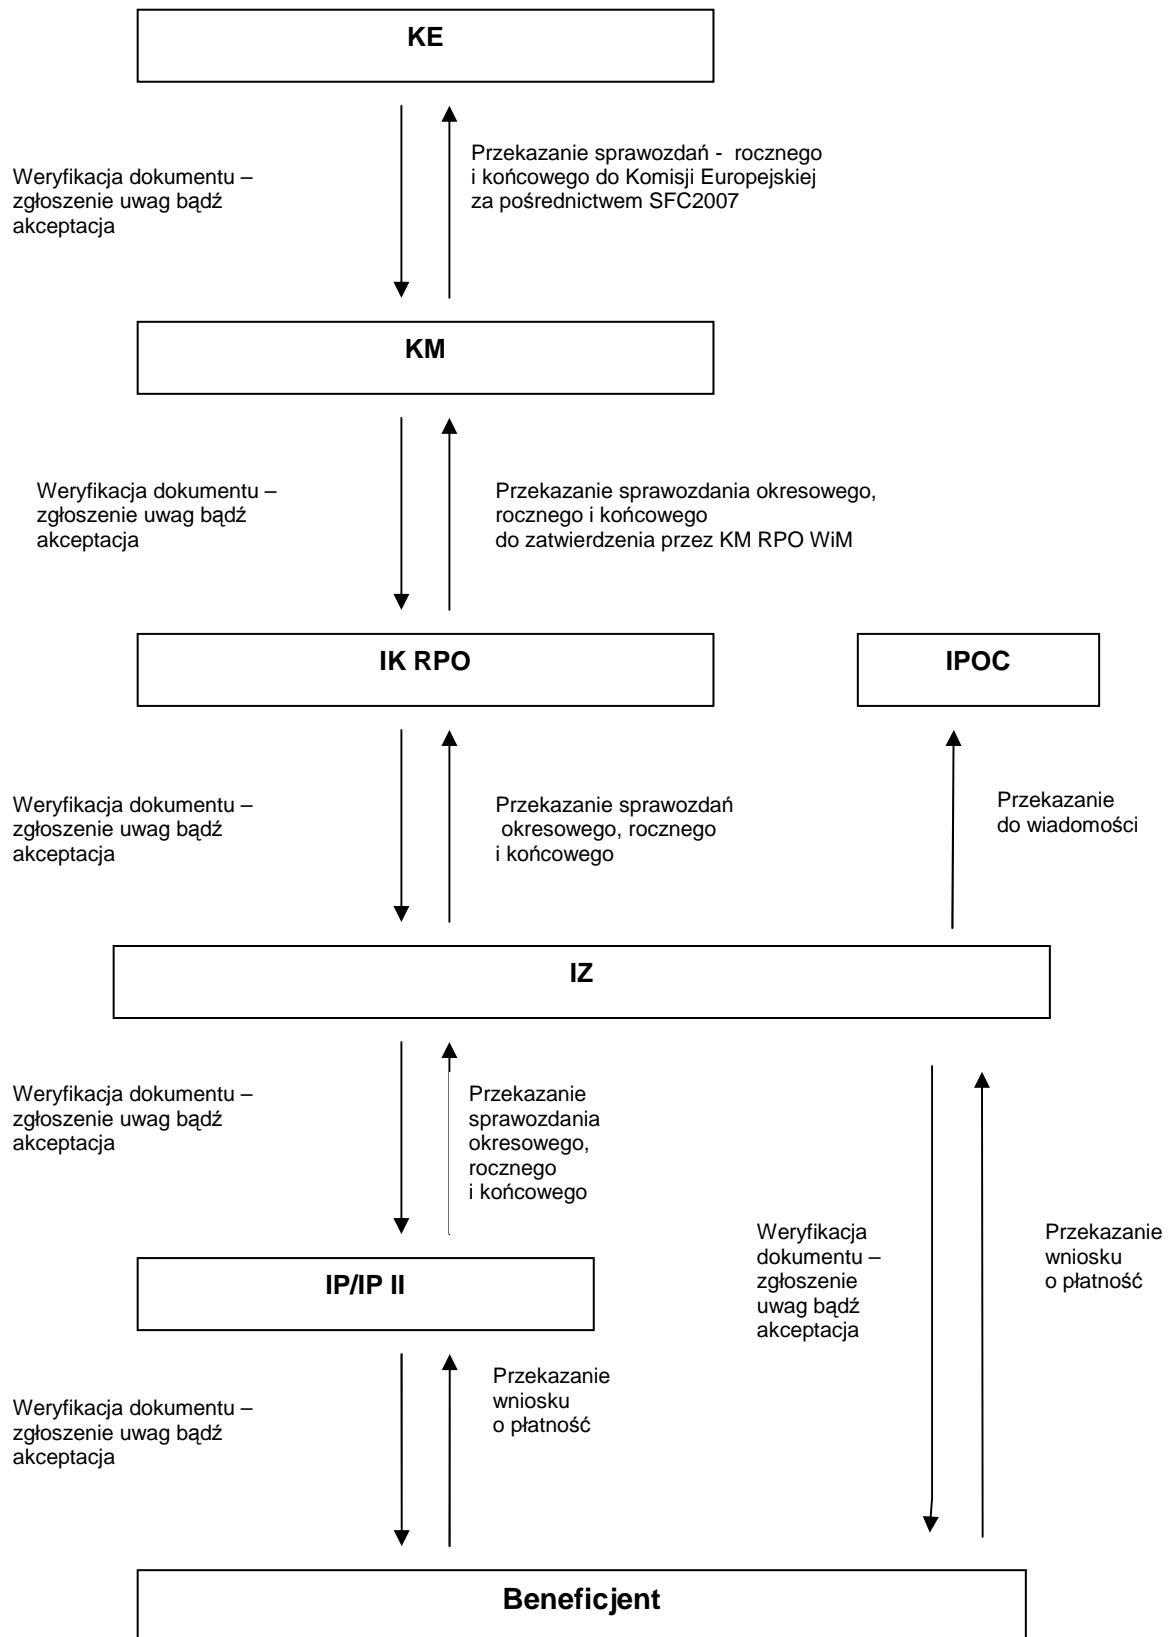 KE
Weryfikacja dokumentu –
zgłoszenie uwag bądź
akceptacja
Przekazanie sprawozdań - rocznego
i końcowego do Komisji Europejskiej
za pośrednictwem SFC2007
KM
Weryfikacja dokumentu –
zgłoszenie uwag bądź
akceptacja
Przekazanie sprawozdania okresowego,
rocznego i końcowego
do zatwierdzenia przez KM RPO WiM
IK RPO
IPOC
Weryfikacja dokumentu –
zgłoszenie uwag bądź
akceptacja
Przekazanie sprawozdań
okresowego, rocznego
i końcowego
Przekazanie
do wiadomości
IZ
Weryfikacja dokumentu –
zgłoszenie uwag bądź
akceptacja
Przekazanie
sprawozdania
okresowego,
rocznego
i końcowego
Weryfikacja
dokumentu –
zgłoszenie
uwag bądź
akceptacja
Przekazanie
wniosku
o płatność
IP/IP II
Weryfikacja dokumentu –
zgłoszenie uwag bądź
akceptacja
Przekazanie
wniosku
o płatność
Beneficjent